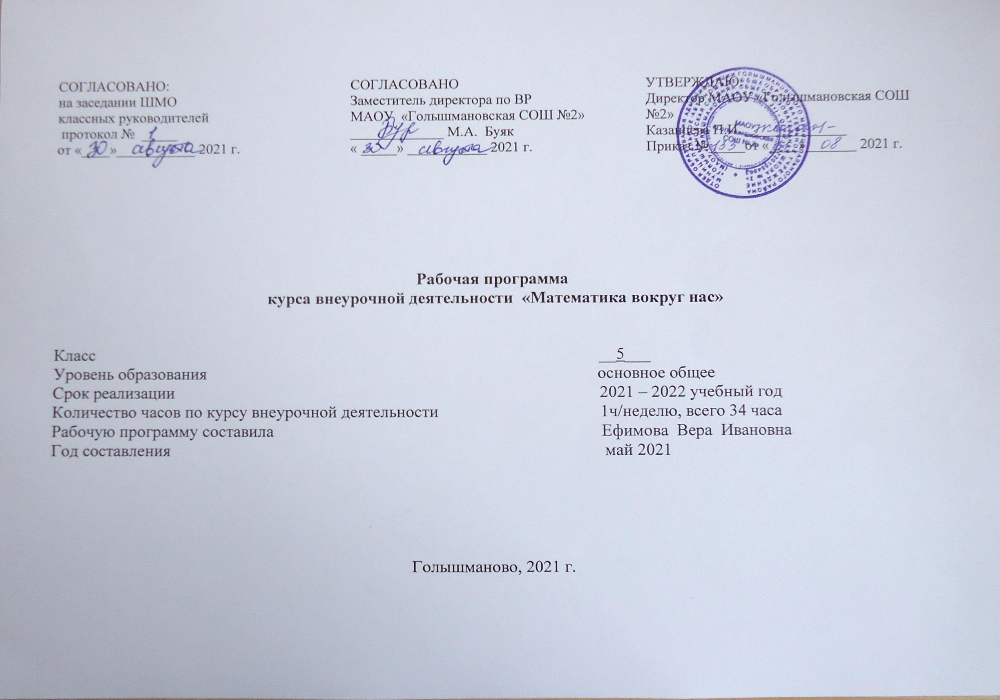 СОГЛАСОВАНО:
на заседании ШМО
классных руководителей
протокол № 1
от «30» августа 2021 г.
СОГЛАСОВАНО
Заместитель директора по ВР
МАОУ «Голышмановская СОШ №2»
М.А. Буяк
«30» августа 2021 г.
УТВЕРЖДАЮ:
Директор МАОУ «Голышмановская СОШ
№2»
Казанцева Н.И.
Приказ № 133 от « » 08 2021 г.
МАОУ
СОШ № 2
Рабочая программа
курса внеурочной деятельности «Математика вокруг нас»
Класс 5
Уровень образования основное общее
Срок реализации 2021 – 2022 учебный год
Количество часов по курсу внеурочной деятельности 1ч/неделю, всего 34 часа
Рабочую программу составила Ефимова Вера Ивановна
Год составления май 2021
Голышманово, 2021 г.